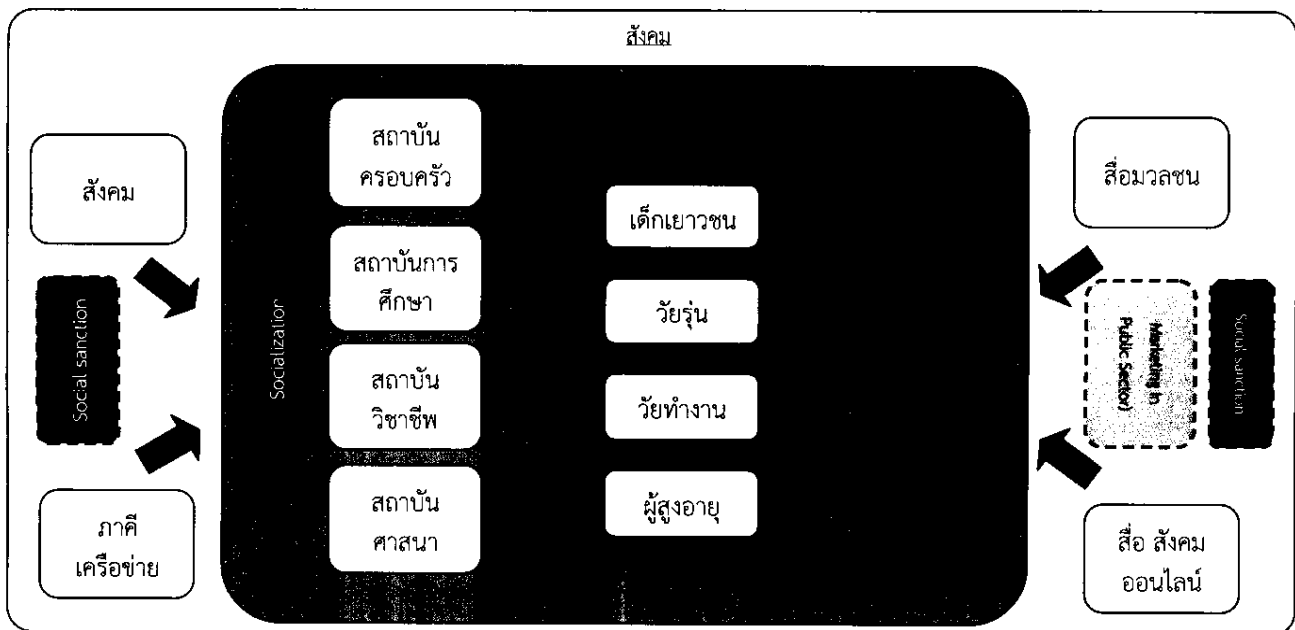 สังคม
สังคม
Social sanction
ภาคี
เครือข่าย
Socialization
สถาบัน
ครอบครัว
สถาบันการ
ศึกษา
สถาบัน
วิชาชีพ
สถาบัน
ศาสนา
เด็กเยาวชน
วัยรุ่น
วัยทำงาน
ผู้สูงอายุ
สื่อมวลชน
Marketing in
Public Sector)
Social sanction
สื่อ สังคม
ออนไลน์